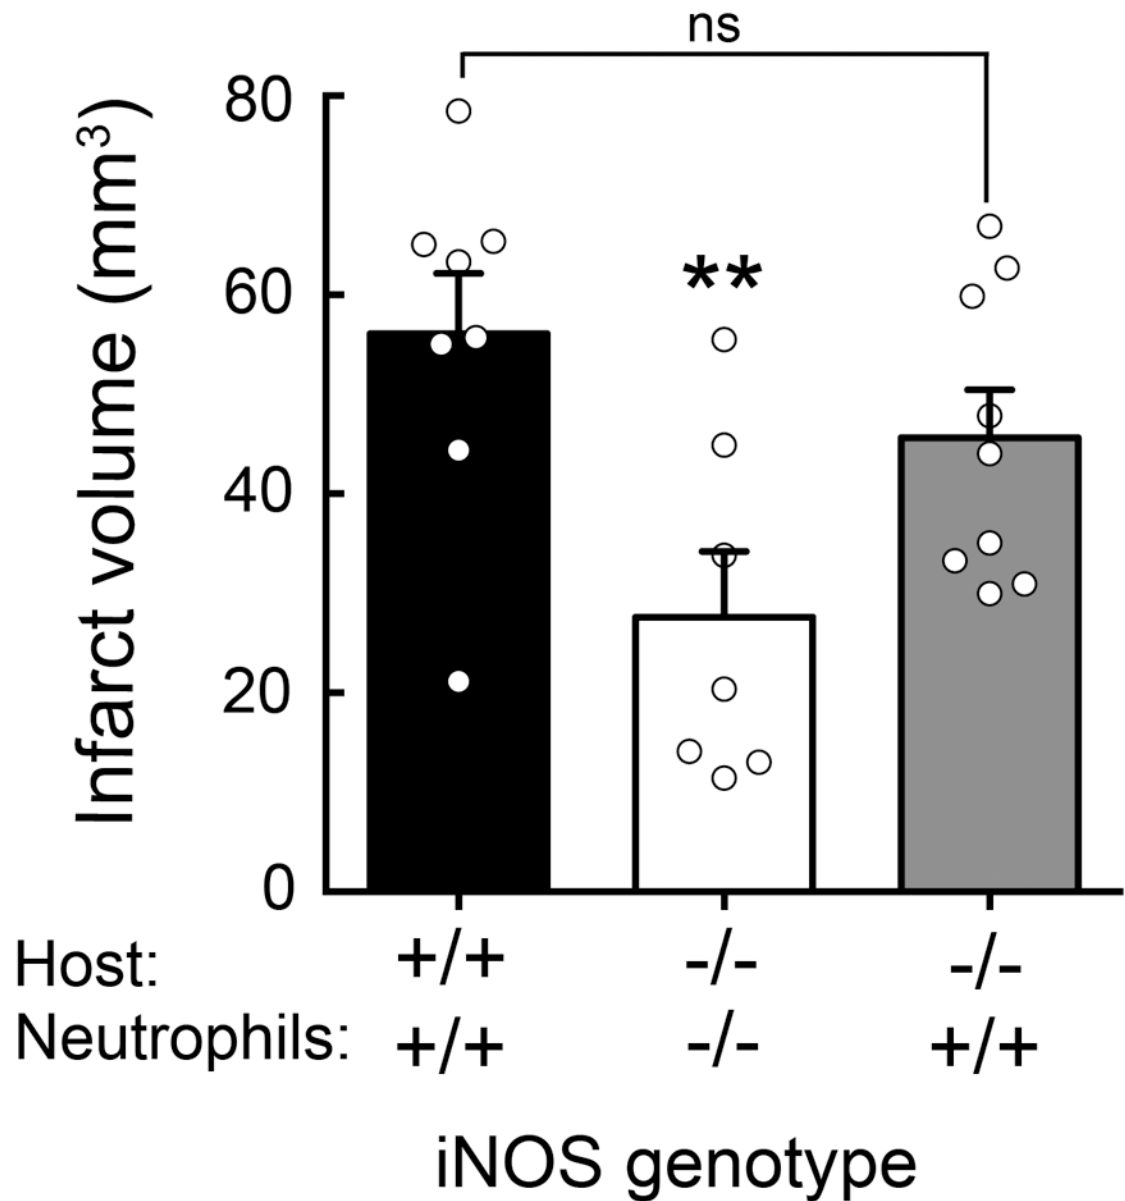 ns
80
60
40
20
0
Infarct volume (mm³)
**
Host: +/+ -/- -/-
Neutrophils: +/+ -/- +/+
iNOS genotype